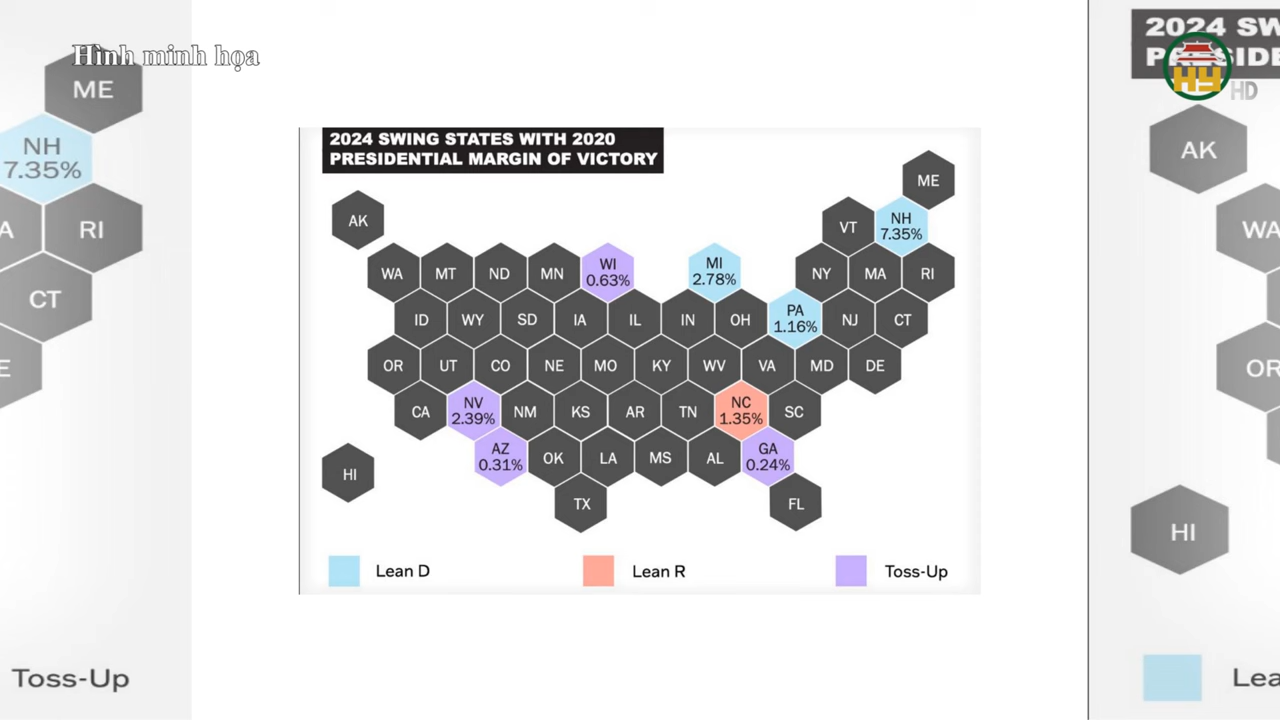 Hình minh họa
HD
2024 SWING STATES WITH 2020
PRESIDENTIAL MARGIN OF VICTORY
AK
ME
VT
NH
7.35%
WA
MT
ND
MN
WI
0.63%
MI
2.78%
NY
MA
RI
ID
WY
SD
IA
IL
IN
OH
PA
1.16%
NJ
CT
OR
UT
CO
NE
MO
KY
WV
VA
MD
DE
CA
NV
2.39%
NM
KS
AR
TN
NC
1.35%
SC
HI
AZ
0.31%
OK
LA
MS
AL
GA
0.24%
TX
FL
Lean D
Lean R
Toss-Up
ME
NH
7.35%
A
RI
CT
E
Toss-Up
2024 SW
AK
WA
OR
HI
Lea
HY